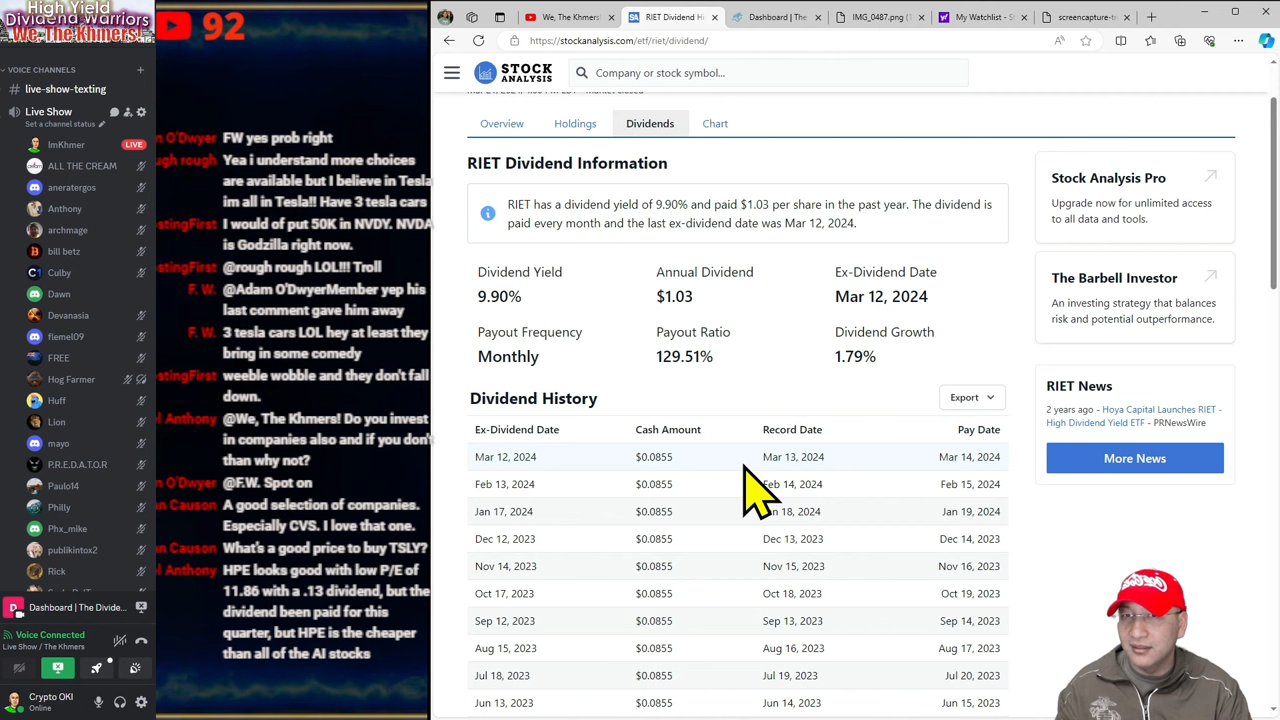 High Yield
Dividend Warriors
We, The Khmers!
VOICE CHANNELS
# live-show-texting
Live Show
Set a channel status
ImKhmer LIVE
ALL THE CREAM
aneratergos
Anthony
archmage
bill betz
Culby
Dawn
Devanasia
flemel09
FREE
Hog Farmer
Huff
Lion
mayo
P.R.E.D.A.T.O.R
Paulo14
Philly
Phx_mike
publikintox2
Rick
Dashboard | The Divide...
Voice Connected
Live Show / The Khmers
Crypto OKI
Online
92
O'Dwyer FW yes prob right
rough Yea i understand more choices
are available but I believe in Tesla
im all in Tesla!! Have 3 tesla cars
stingFirst I would of put 50K in NVDY. NVDA
is Godzilla right now.
stingFirst @rough rough LOL!!! Troll
F. W. @Adam O'DwyerMember yep his
last comment gave him away
F. W. 3 tesla cars LOL hey at least they
bring in some comedy
stingFirst weeble wobble and they don't fall
down.
Anthony @We, The Khmers! Do you invest
in companies also and if you don't
than why not?
O'Dwyer @F.W. Spot on
Causon A good selection of companies.
Especially CVS. I love that one.
Causon What's a good price to buy TSLY?
Anthony HPE looks good with low P/E of
11.86 with a .13 dividend, but the
dividend been paid for this
quarter, but HPE is the cheaper
than all of the AI stocks
We, The Khmers!
RIET Dividend Hi
Dashboard | The
IMG_0487.png (
My Watchlist - S
screencapture-t
https://stockanalysis.com/etf/riet/dividend/
STOCK
ANALYSIS
Company or stock symbol...
Overview Holdings Dividends Chart
RIET Dividend Information
RIET has a dividend yield of 9.90% and paid $1.03 per share in the past year. The dividend is
paid every month and the last ex-dividend date was Mar 12, 2024.
Dividend Yield Annual Dividend Ex-Dividend Date
9.90% $1.03 Mar 12, 2024
Payout Frequency Payout Ratio Dividend Growth
Monthly 129.51% 1.79%
Dividend History Export
Ex-Dividend Date Cash Amount Record Date Pay Date
Mar 12, 2024 $0.0855 Mar 13, 2024 Mar 14, 2024
Feb 13, 2024 $0.0855 Feb 14, 2024 Feb 15, 2024
Jan 17, 2024 $0.0855 Jan 18, 2024 Jan 19, 2024
Dec 12, 2023 $0.0855 Dec 13, 2023 Dec 14, 2023
Nov 14, 2023 $0.0855 Nov 15, 2023 Nov 16, 2023
Oct 17, 2023 $0.0855 Oct 18, 2023 Oct 19, 2023
Sep 12, 2023 $0.0855 Sep 13, 2023 Sep 14, 2023
Aug 15, 2023 $0.0855 Aug 16, 2023 Aug 17, 2023
Jul 18, 2023 $0.0855 Jul 19, 2023 Jul 20, 2023
Jun 13, 2023 $0.0855 Jun 14, 2023 Jun 15, 2023
Stock Analysis Pro
Upgrade now for unlimited access
to all data and tools.
The Barbell Investor
An investing strategy that balances
risk and potential outperformance.
RIET News
2 years ago - Hoya Capital Launches RIET -
High Dividend Yield ETF - PRNewsWire
More News